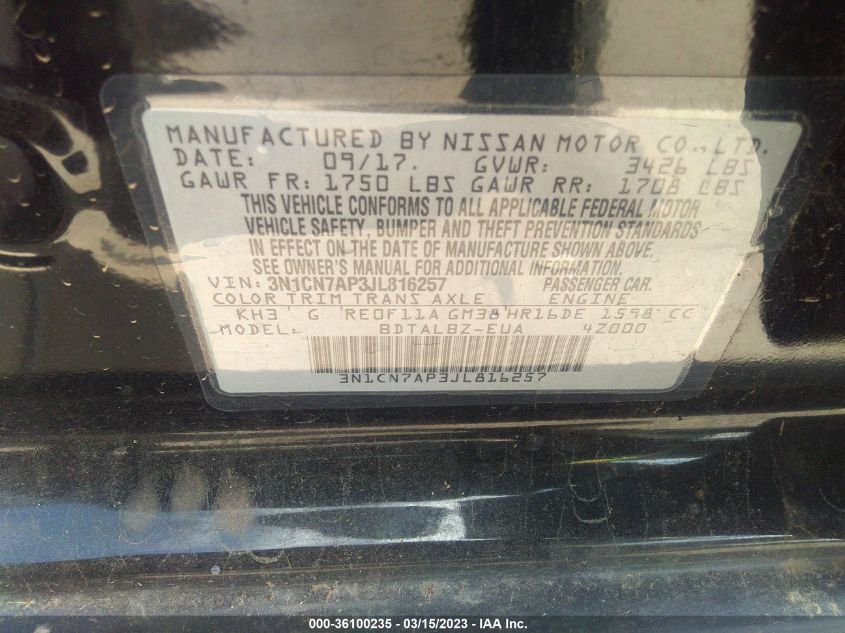 MANUFACTURED BY NISSAN MOTOR CO., LTD.
DATE: 09/17. GVWR: 3426 LBS
GAWR FR: 1750 LBS GAWR RR: 1708 LBS
THIS VEHICLE CONFORMS TO ALL APPLICABLE FEDERAL MOTOR
VEHICLE SAFETY, BUMPER AND THEFT PREVENTION STANDARDS
IN EFFECT ON THE DATE OF MANUFACTURE SHOWN ABOVE.
SEE OWNER'S MANUAL FOR ADDITIONAL INFORMATION.
VIN: 3N1CN7AP3JL816257 PASSENGER CAR.
COLOR TRIM TRANS AXLE ENGINE
KH3 G RE0F11A GM38 HR16DE 1598 CC
MODEL: BDTALBZ-EUA 4Z000
3N1CN7AP3JL816257
000-36100235 - 03/15/2023 - © IAA Inc.